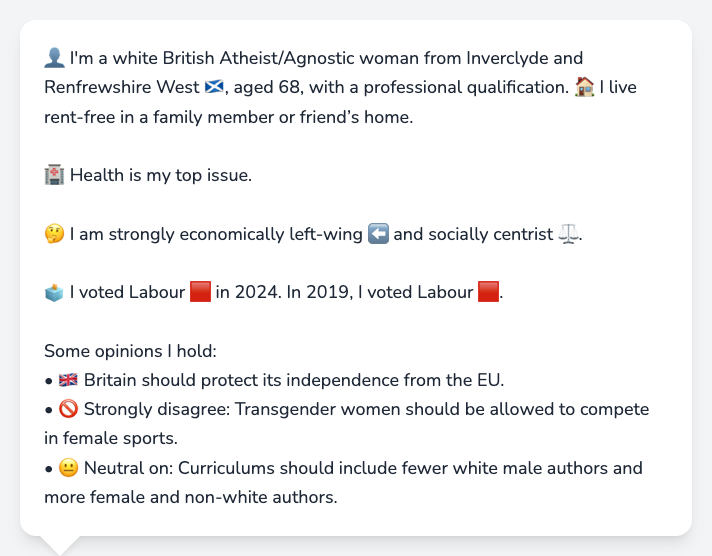 👤 I'm a white British Atheist/Agnostic woman from Inverclyde and
Renfrewshire West 🏴󠁧󠁢󠁳󠁣󠁴󠁿, aged 68, with a professional qualification. 🏠 I live
rent-free in a family member or friend’s home.
🏥 Health is my top issue.
🤔 I am strongly economically left-wing ⬅️ and socially centrist ⚖️.
🗳️ I voted Labour 🟥 in 2024. In 2019, I voted Labour 🟥.
Some opinions I hold:
• 🇬🇧 Britain should protect its independence from the EU.
• 🚫 Strongly disagree: Transgender women should be allowed to compete
in female sports.
• 😐 Neutral on: Curriculums should include fewer white male authors and
more female and non-white authors.